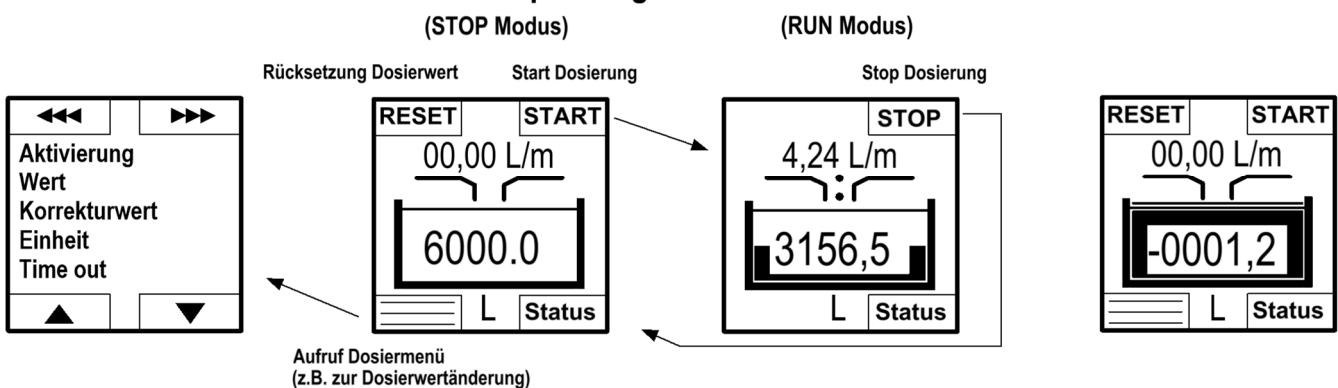 (STOP Modus)
(RUN Modus)
Rücksetzung Dosierwert
Start Dosierung
Stop Dosierung
Aktivierung
Wert
Korrekturwert
Einheit
Time out
RESET
START
00,00 L/m
6000.0
L
Status
STOP
4,24 L/m
3156,5
L
Status
RESET
START
00,00 L/m
-0001,2
L
Status
Aufruf Dosiermenü
(z.B. zur Dosierwertänderung)